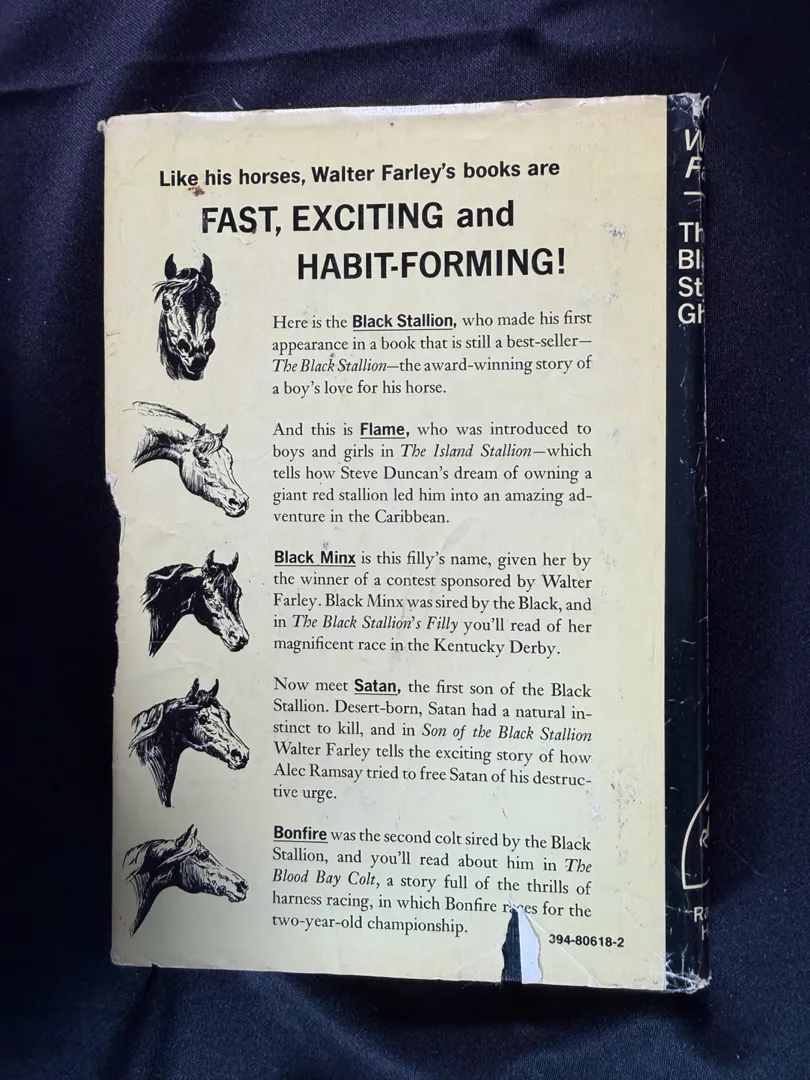 Like his horses, Walter Farley's books are
FAST, EXCITING and
HABIT-FORMING!
Here is the Black Stallion, who made his first
appearance in a book that is still a best-seller—
The Black Stallion—the award-winning story of
a boy's love for his horse.
And this is Flame, who was introduced to
boys and girls in The Island Stallion—which
tells how Steve Duncan's dream of owning a
giant red stallion led him into an amazing ad-
venture in the Caribbean.
Black Minx is this filly's name, given her by
the winner of a contest sponsored by Walter
Farley. Black Minx was sired by the Black, and
in The Black Stallion's Filly you'll read of her
magnificent race in the Kentucky Derby.
Now meet Satan, the first son of the Black
Stallion. Desert-born, Satan had a natural in-
stinct to kill, and in Son of the Black Stallion
Walter Farley tells the exciting story of how
Alec Ramsay tried to free Satan of his destruc-
tive urge.
Bonfire was the second colt sired by the Black
Stallion, and you'll read about him in The
Blood Bay Colt, a story full of the thrills of
harness racing, in which Bonfire races for the
two-year-old championship.
394-80618-2
Th
Bl
St
Gh